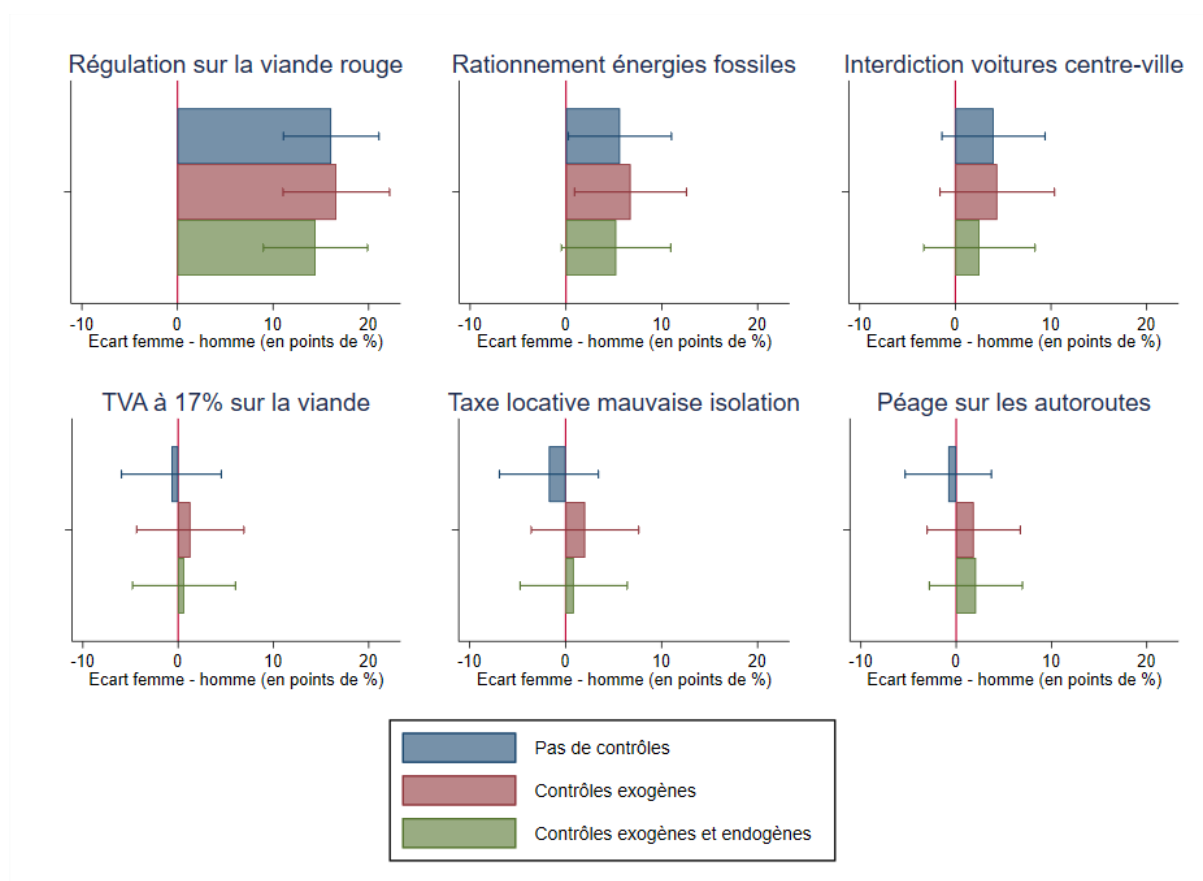 Régulation sur la viande rouge
Rationnement énergies fossiles
Interdiction voitures centre-ville
-10 0 10 20
Ecart femme - homme (en points de %)
-10 0 10 20
Ecart femme - homme (en points de %)
-10 0 10 20
Ecart femme - homme (en points de %)
TVA à 17% sur la viande
Taxe locative mauvaise isolation
Péage sur les autoroutes
-10 0 10 20
Ecart femme - homme (en points de %)
-10 0 10 20
Ecart femme - homme (en points de %)
-10 0 10 20
Ecart femme - homme (en points de %)
Pas de contrôles
Contrôles exogènes
Contrôles exogènes et endogènes